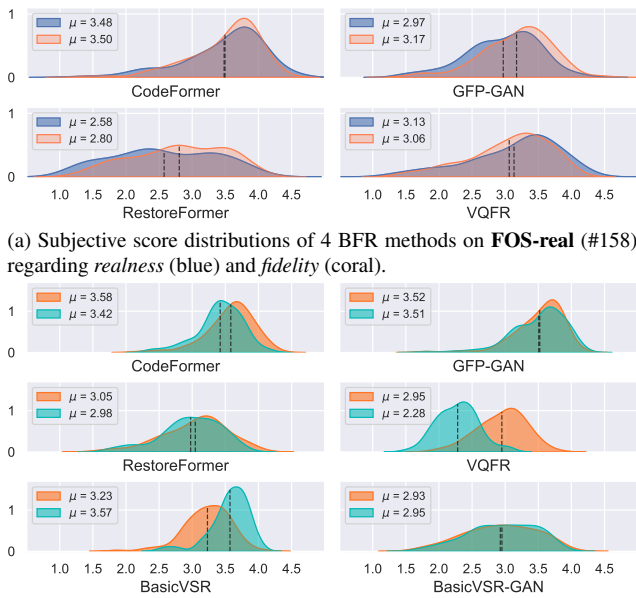 1
0
μ = 3.48
μ = 3.50
CodeFormer
μ = 2.97
μ = 3.17
GFP-GAN
1
0
μ = 2.58
μ = 2.80
1.0 1.5 2.0 2.5 3.0 3.5 4.0 4.5
RestoreFormer
μ = 3.13
μ = 3.06
1.0 1.5 2.0 2.5 3.0 3.5 4.0 4.5
VQFR
(a) Subjective score distributions of 4 BFR methods on FOS-real (#158)
regarding realness (blue) and fidelity (coral).
1
0
μ = 3.58
μ = 3.42
CodeFormer
μ = 3.52
μ = 3.51
GFP-GAN
1
0
μ = 3.05
μ = 2.98
RestoreFormer
μ = 2.95
μ = 2.28
VQFR
1
0
μ = 3.23
μ = 3.57
1.0 1.5 2.0 2.5 3.0 3.5 4.0 4.5
BasicVSR
μ = 2.93
μ = 2.95
1.0 1.5 2.0 2.5 3.0 3.5 4.0 4.5
BasicVSR-GAN